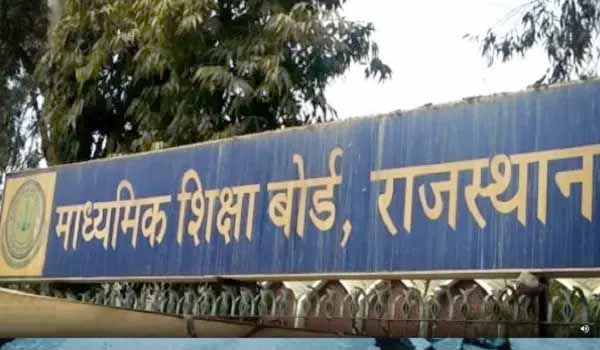 माध्यमिक शिक्षा बोर्ड, राजस्थान